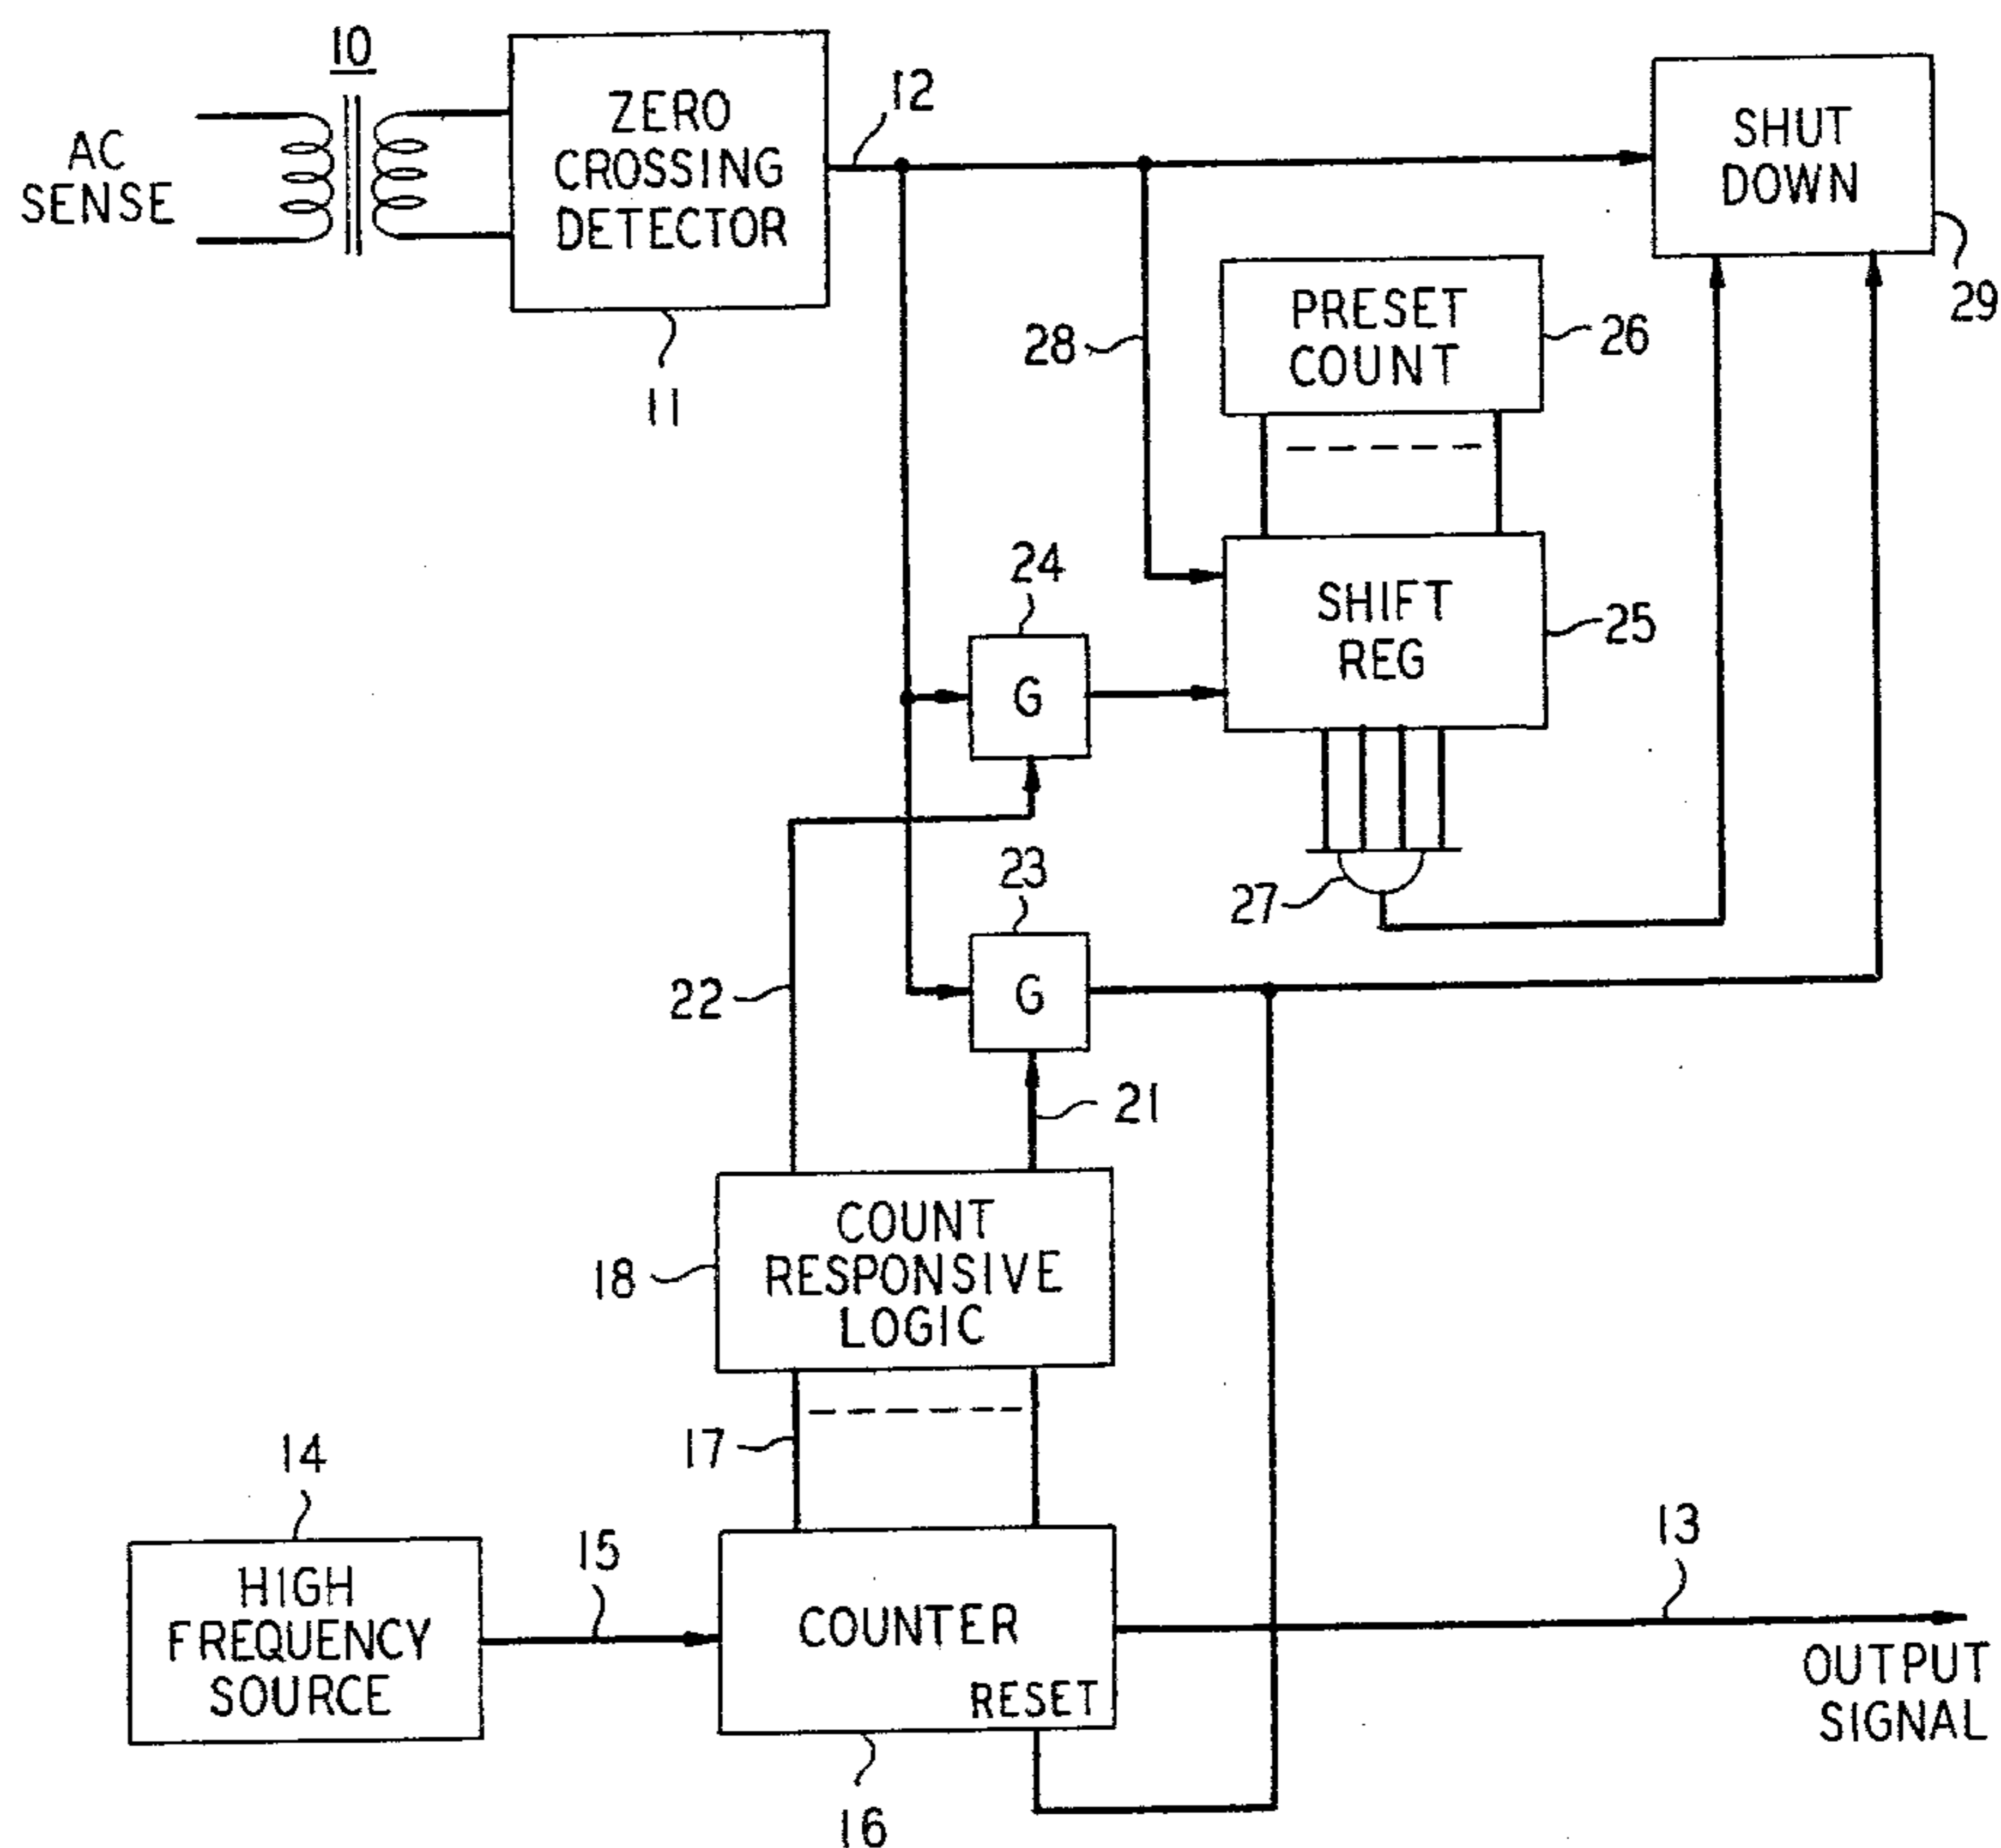 10
AC
SENSE
ZERO
CROSSING
DETECTOR
11
12
SHUT
DOWN
29
PRESET
COUNT
26
28
24
G
SHIFT
REG
25
27
23
G
22
21
COUNT
RESPONSIVE
LOGIC
18
17
14
HIGH
FREQUENCY
SOURCE
15
COUNTER
RESET
16
13
OUTPUT
SIGNAL